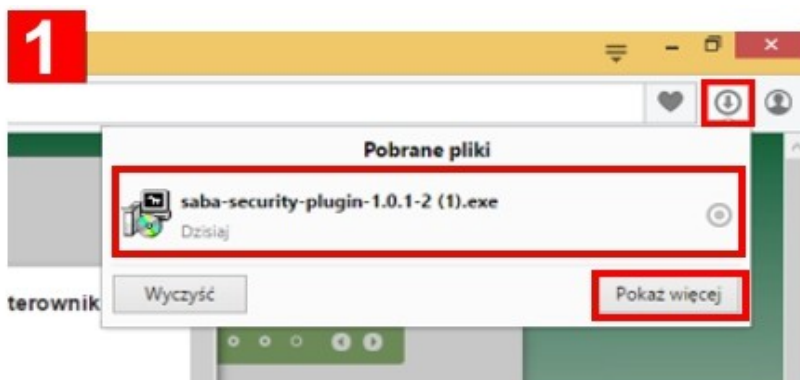 1
Pobrane pliki
saba-security-plugin-1.0.1-2 (1).exe
Dzisiaj
terownik
Wyczyść
Pokaż więcej